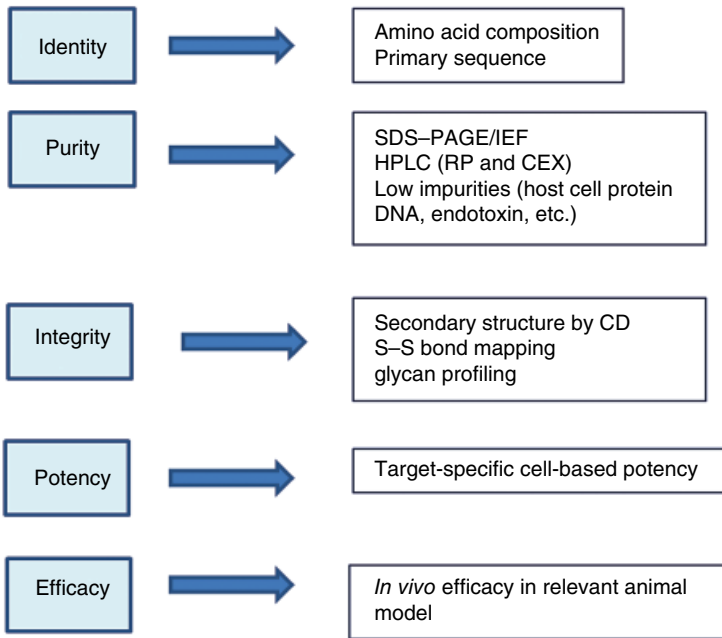 Identity
Amino acid composition
Primary sequence
Purity
SDS–PAGE/IEF
HPLC (RP and CEX)
Low impurities (host cell protein
DNA, endotoxin, etc.)
Integrity
Secondary structure by CD
S–S bond mapping
glycan profiling
Potency
Target-specific cell-based potency
Efficacy
In vivo efficacy in relevant animal
model